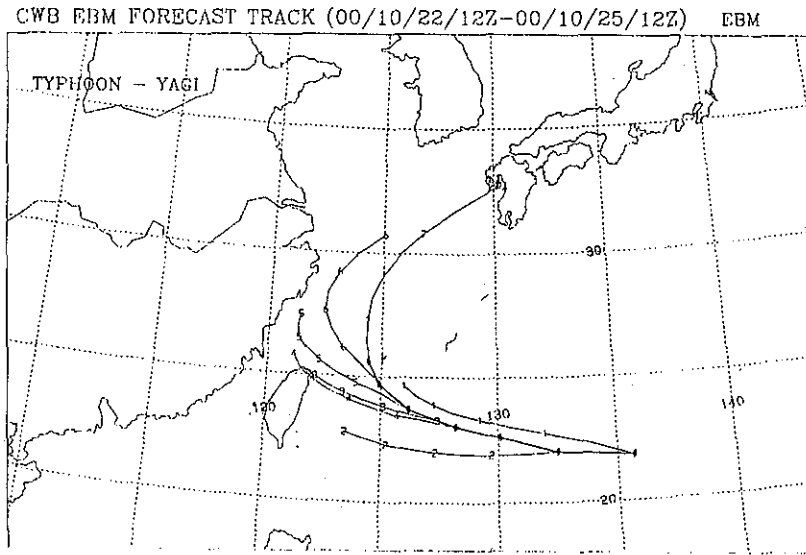 CWB EBM FORECAST TRACK (00/10/22/12Z-00/10/25/12Z) EBM
TYPHOON - YAGI
30
120
130
140
20